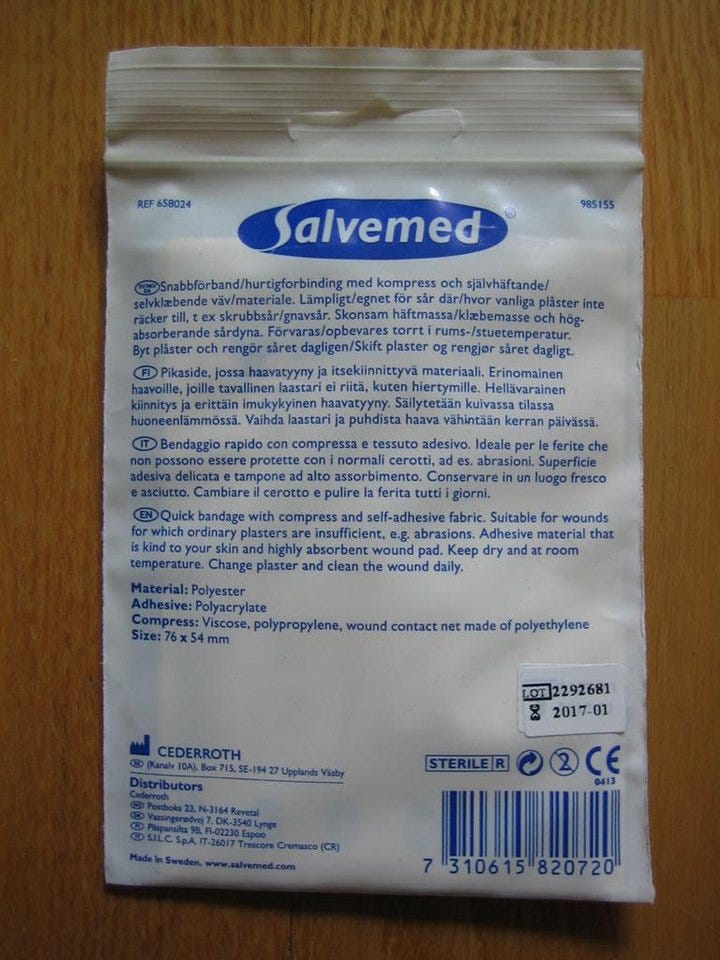 REF 658024
Salvemed®
985155
SV/NO/DA Snabbförband/hurtigforbinding med kompress och självhäftande/
selvklæbende väv/materiale. Lämpligt/egnet för sår där/hvor vanliga plåster inte
räcker till, t ex skrubbsår/gnavsår. Skonsam häftmassa/klæbemasse och hög-
absorberande sårdyna. Förvaras/opbevares torrt i rums-/stuetemperatur.
Byt plåster och rengör såret dagligen/Skift plaster og rengjør såret dagligt.
FI Pikaside, jossa haavatyyny ja itsekiinnittyvä materiaali. Erinomainen
haavoille, joille tavallinen laastari ei riitä, kuten hiertymille. Hellävarainen
kiinnitys ja erittäin imukykyinen haavatyyny. Säilytetään kuivassa tilassa
huoneenlämmössä. Vaihda laastari ja puhdista haava vähintään kerran päivässä.
IT Bendaggio rapido con compressa e tessuto adesivo. Ideale per le ferite che
non possono essere protette con i normali cerotti, ad es. abrasioni. Superficie
adesiva delicata e tampone ad alto assorbimento. Conservare in un luogo fresco
e asciutto. Cambiare il cerotto e pulire la ferita tutti i giorni.
EN Quick bandage with compress and self-adhesive fabric. Suitable for wounds
for which ordinary plasters are insufficient, e.g. abrasions. Adhesive material that
is kind to your skin and highly absorbent wound pad. Keep dry and at room
temperature. Change plaster and clean the wound daily.
Material: Polyester
Adhesive: Polyacrylate
Compress: Viscose, polypropylene, wound contact net made of polyethylene
Size: 76 x 54 mm
LOT 2292681
2017-01
CEDERROTH
SE (Kanalv 10A), Box 715, SE-194 27 Upplands Väsby
Distributors
Cederroth
NO Postboks 23, N-3164 Revetal
DK Vassingerødvej 7, DK-3540 Lynge
FI Piispansilta 9B, FI-02230 Espoo
IT S.I.L.C. S.p.A, IT-26017 Trescore Cremasco (CR)
Made in Sweden. www.salvemed.com
STERILE R
2
CE
0413
7 310615 820720